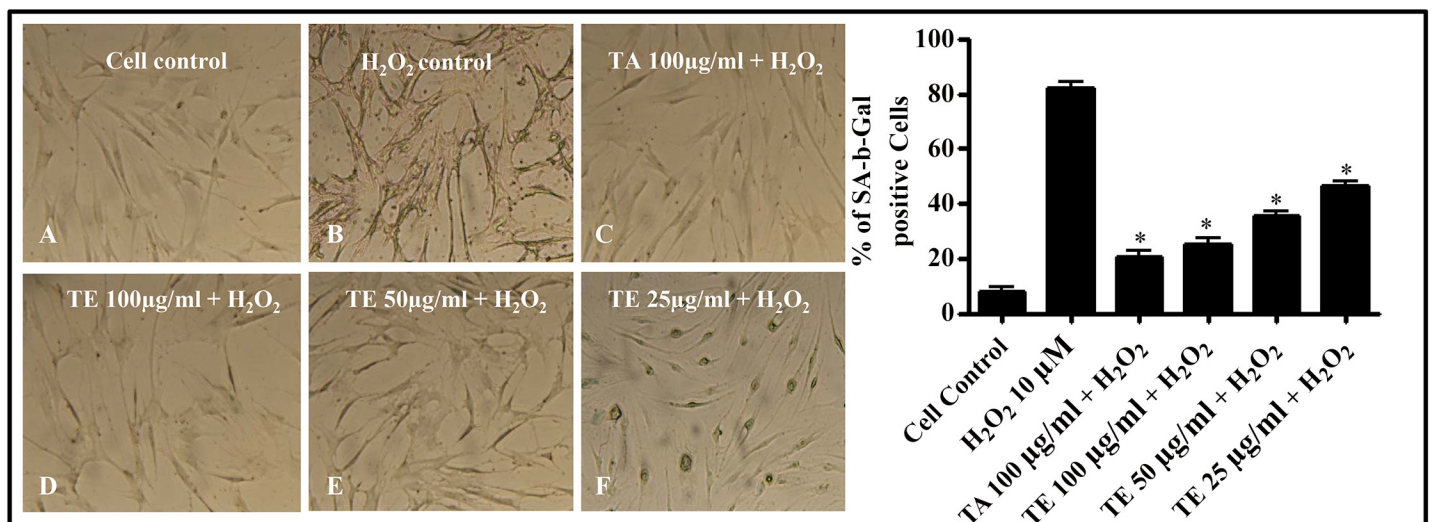 Cell control
H₂O₂ control
TA 100µg/ml + H₂O₂
A
B
C
TE 100µg/ml + H₂O₂
TE 50µg/ml + H₂O₂
TE 25µg/ml + H₂O₂
D
E
F
% of SA-b-Gal
positive Cells
100
80
60
40
20
0
*
*
*
*
Cell Control
H₂O₂ 10 µM
TA 100 µg/ml + H₂O₂
TE 100 µg/ml + H₂O₂
TE 50 µg/ml + H₂O₂
TE 25 µg/ml + H₂O₂